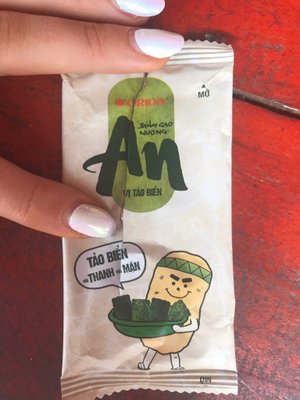 ORION
MỞ
BÁNH GẠO
NƯỚNG
An
VỊ TẢO BIỂN
TẢO BIỂN
MẶN
THANH